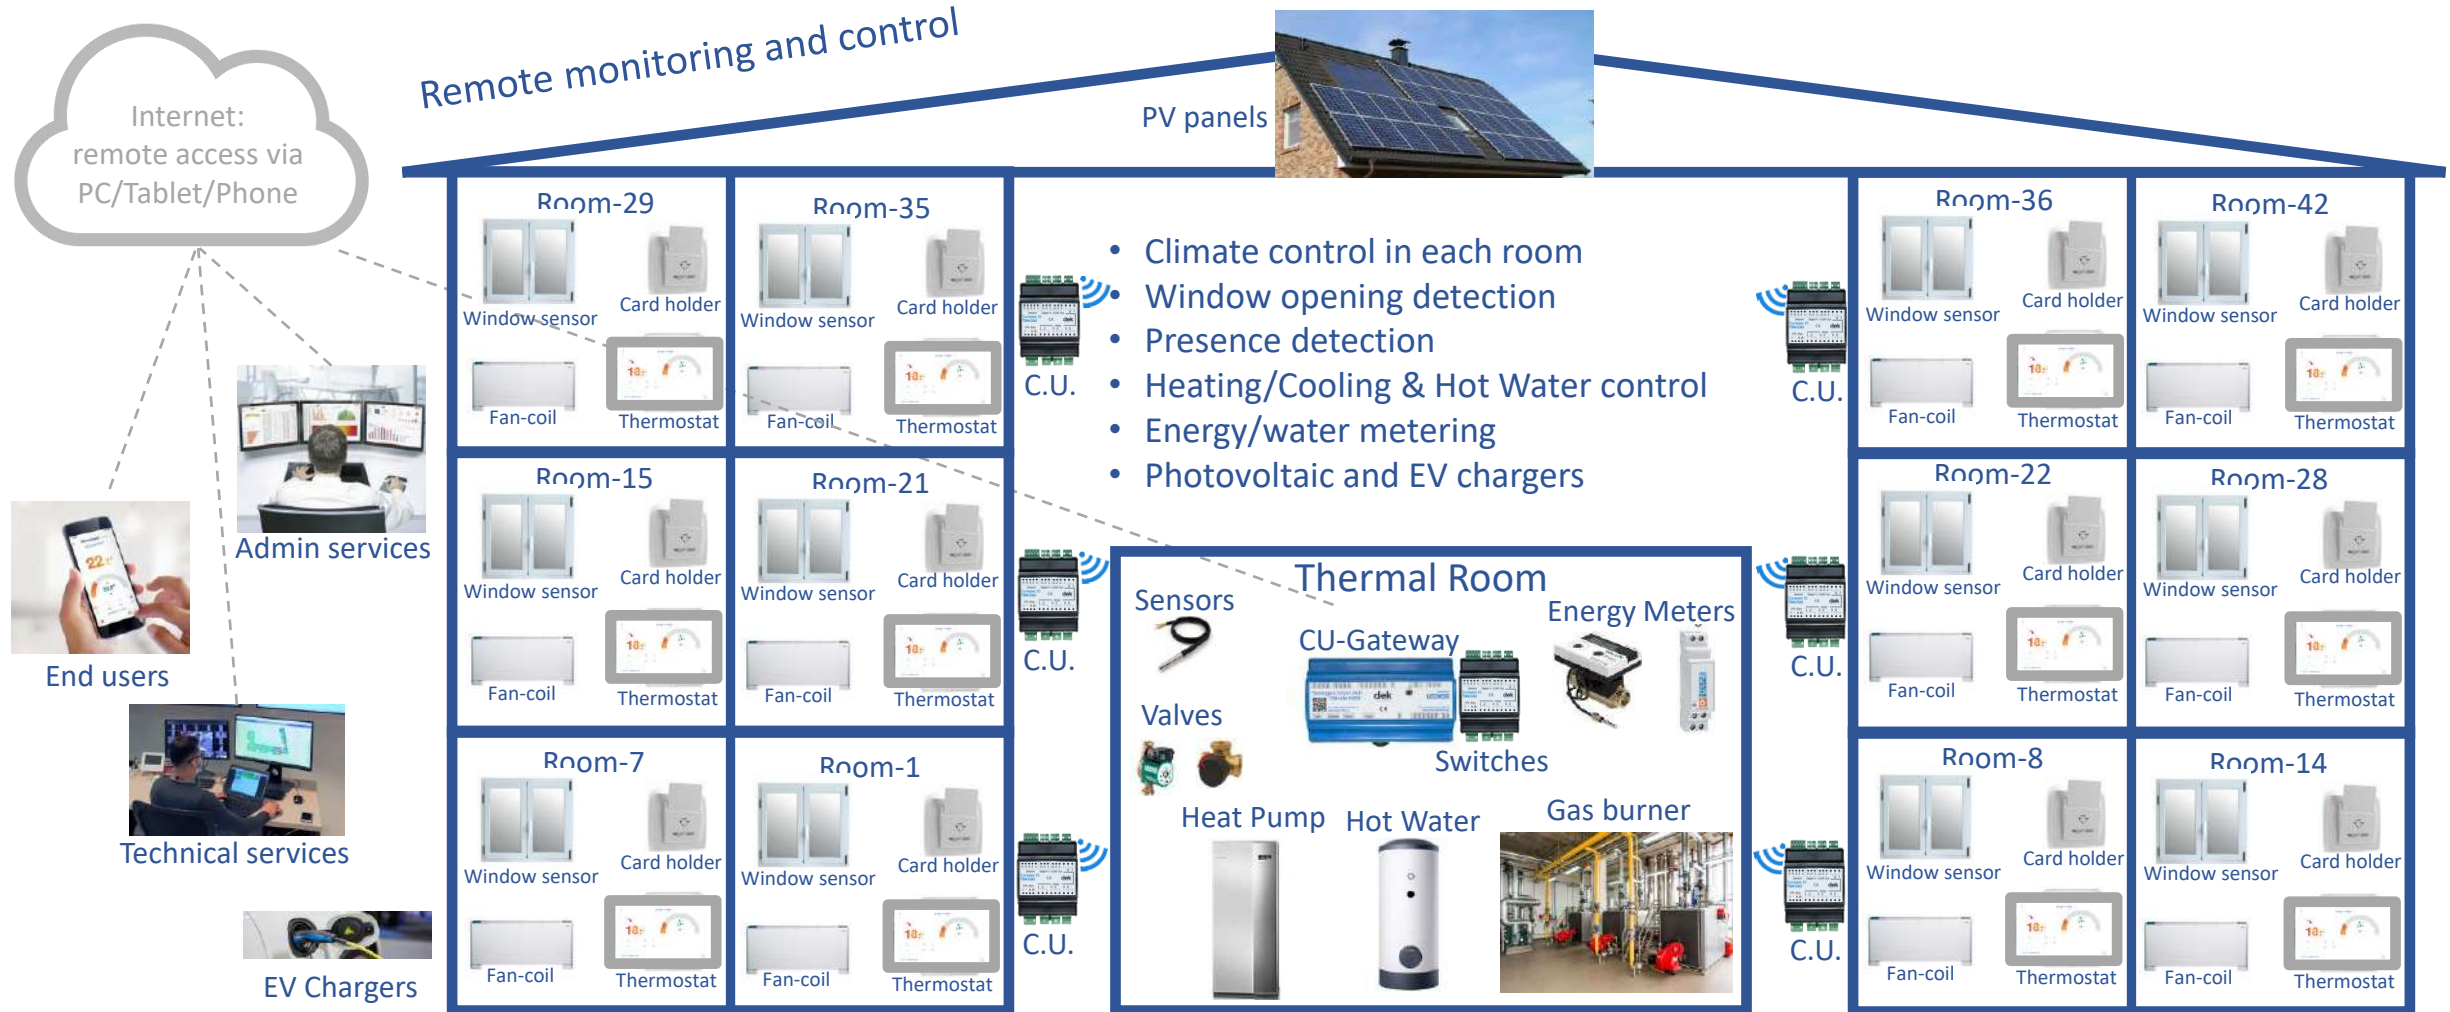 Remote monitoring and control
Internet:
remote access via
PC/Tablet/Phone
PV panels
Room-29
Card holder
Window sensor
Fan-coil
Thermostat
Room-35
Card holder
Window sensor
Fan-coil
Thermostat
C.U.
• Climate control in each room
• Window opening detection
• Presence detection
• Heating/Cooling & Hot Water control
• Energy/water metering
• Photovoltaic and EV chargers
C.U.
Room-36
Card holder
Window sensor
Fan-coil
Thermostat
Room-42
Card holder
Window sensor
Fan-coil
Thermostat
Admin services
End users
Technical services
EV Chargers
Room-15
Card holder
Window sensor
Fan-coil
Thermostat
Room-21
Card holder
Window sensor
Fan-coil
Thermostat
C.U.
C.U.
Room-22
Card holder
Window sensor
Fan-coil
Thermostat
Room-28
Card holder
Window sensor
Fan-coil
Thermostat
Room-7
Card holder
Window sensor
Fan-coil
Thermostat
Room-1
Card holder
Window sensor
Fan-coil
Thermostat
C.U.
Thermal Room
Sensors
Energy Meters
CU-Gateway
dek
Valves
Switches
Heat Pump
Hot Water
Gas burner
C.U.
Room-8
Card holder
Window sensor
Fan-coil
Thermostat
Room-14
Card holder
Window sensor
Fan-coil
Thermostat